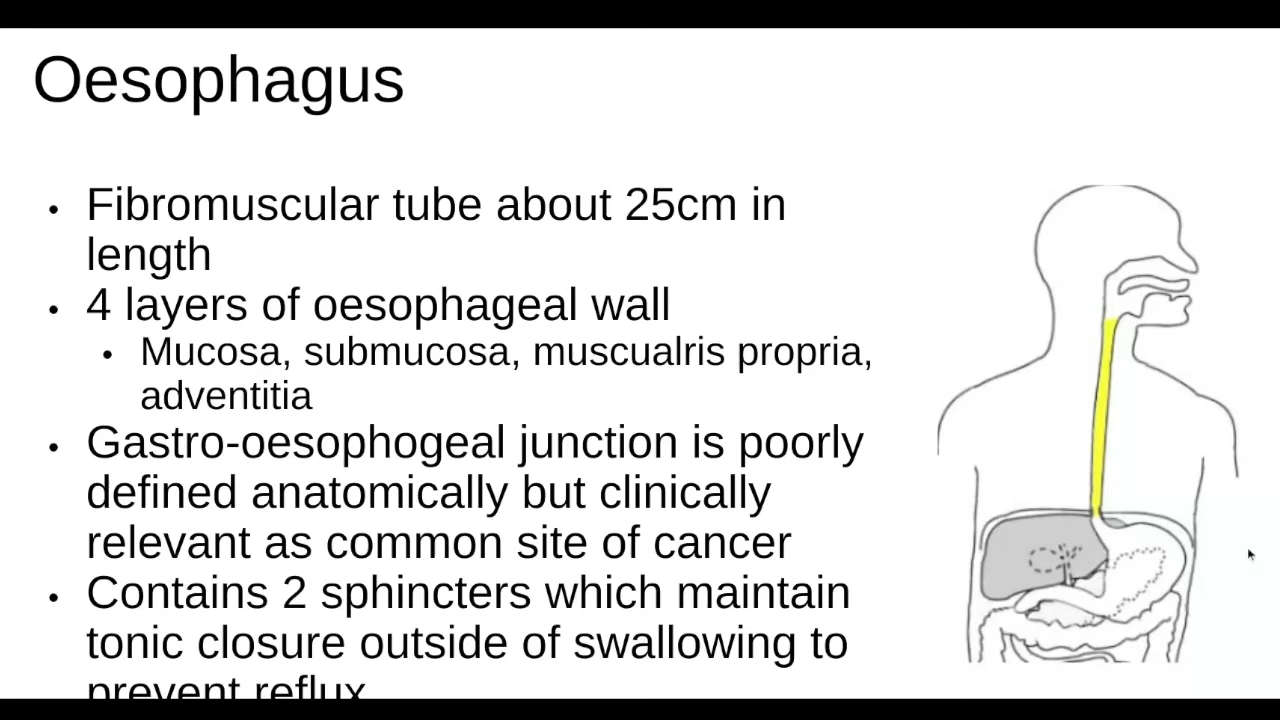 Oesophagus
• Fibromuscular tube about 25cm in
length
• 4 layers of oesophageal wall
• Mucosa, submucosa, muscualris propria,
adventitia
• Gastro-oesophogeal junction is poorly
defined anatomically but clinically
relevant as common site of cancer
• Contains 2 sphincters which maintain
tonic closure outside of swallowing to
prevent reflux